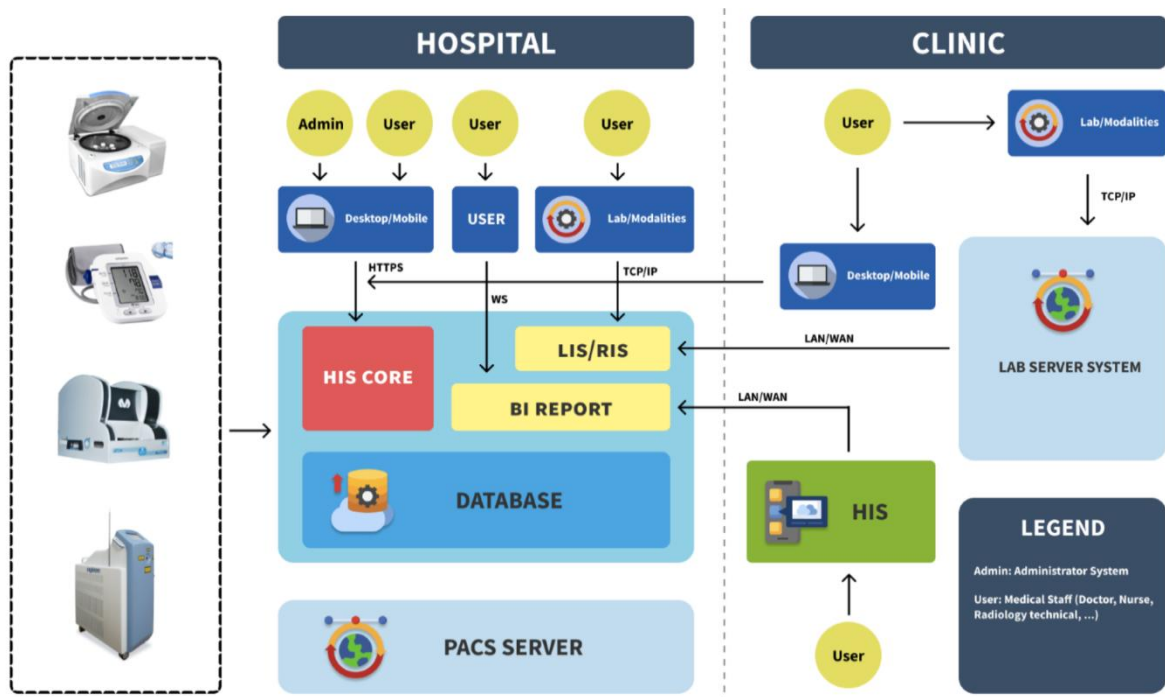 HOSPITAL
CLINIC
Admin
User
User
User
User
Lab/Modalities
Desktop/Mobile
USER
Lab/Modalities
TCP/IP
HTTPS
TCP/IP
Desktop/Mobile
WS
LIS/RIS
LAN/WAN
LAB SERVER SYSTEM
HIS CORE
BI REPORT
LAN/WAN
DATABASE
HIS
LEGEND
Admin: Administrator System
User: Medical Staff (Doctor, Nurse,
Radiology technical, ...)
PACS SERVER
User